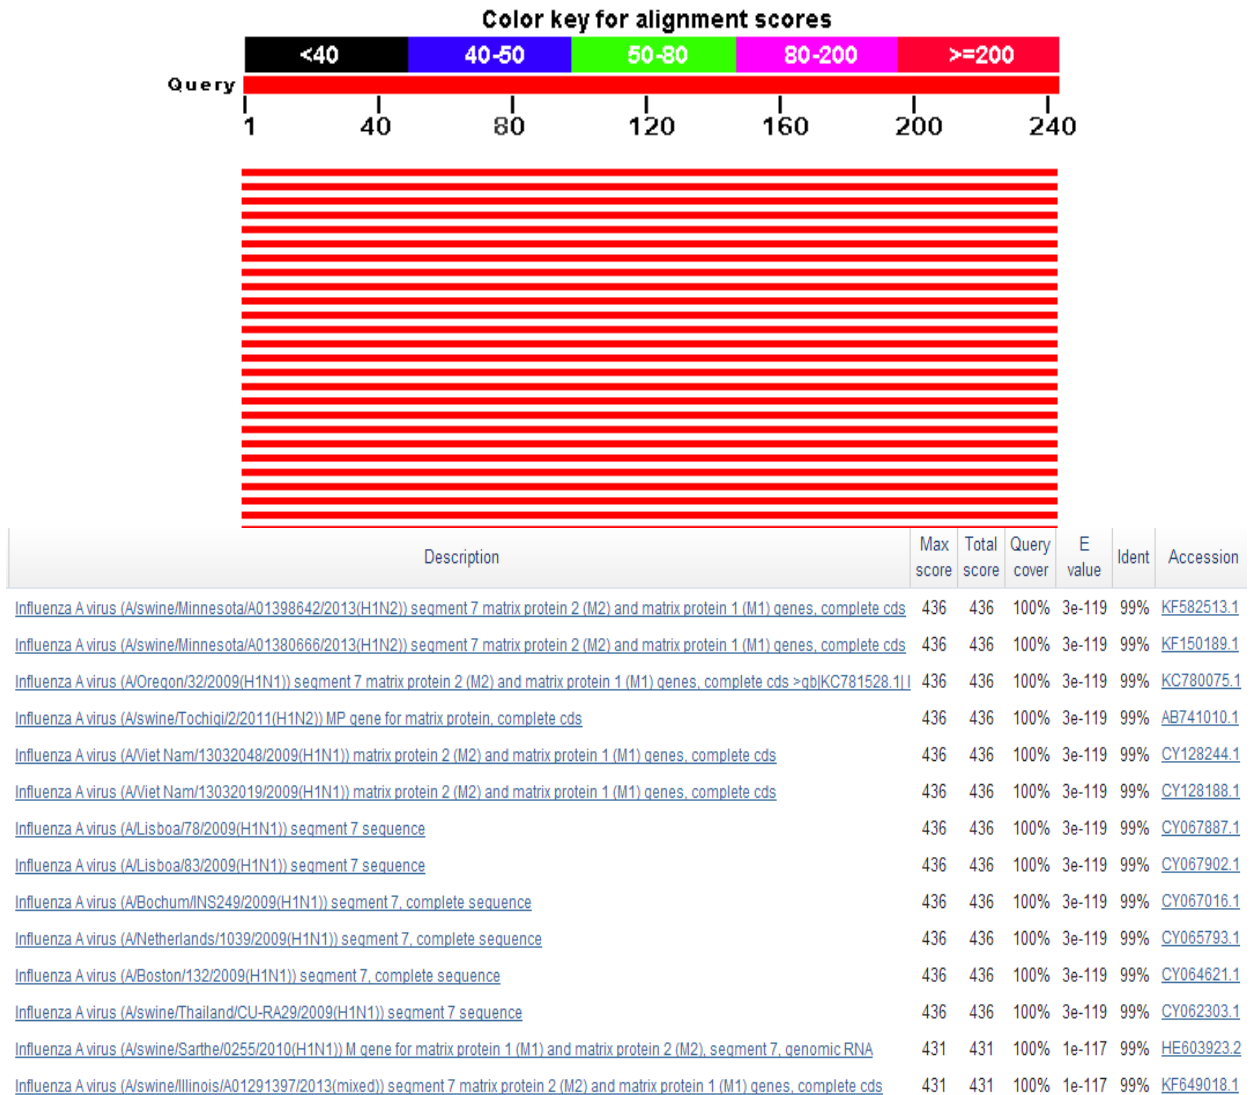 Color key for alignment scores
<40 40-50 50-80 80-200 >=200
Query
1 40 80 120 160 200 240
Description Max score Total score Query cover E value Ident Accession
Influenza A virus (A/swine/Minnesota/A01398642/2013(H1N2)) segment 7 matrix protein 2 (M2) and matrix protein 1 (M1) genes, complete cds 436 436 100% 3e-119 99% KF582513.1
Influenza A virus (A/swine/Minnesota/A01380666/2013(H1N2)) segment 7 matrix protein 2 (M2) and matrix protein 1 (M1) genes, complete cds 436 436 100% 3e-119 99% KF150189.1
Influenza A virus (A/Oregon/32/2009(H1N1)) segment 7 matrix protein 2 (M2) and matrix protein 1 (M1) genes, complete cds >gb|KC781528.1| I 436 436 100% 3e-119 99% KC780075.1
Influenza A virus (A/swine/Tochigi/2/2011(H1N2)) MP gene for matrix protein, complete cds 436 436 100% 3e-119 99% AB741010.1
Influenza A virus (A/Viet Nam/13032048/2009(H1N1)) matrix protein 2 (M2) and matrix protein 1 (M1) genes, complete cds 436 436 100% 3e-119 99% CY128244.1
Influenza A virus (A/Viet Nam/13032019/2009(H1N1)) matrix protein 2 (M2) and matrix protein 1 (M1) genes, complete cds 436 436 100% 3e-119 99% CY128188.1
Influenza A virus (A/Lisboa/78/2009(H1N1)) segment 7 sequence 436 436 100% 3e-119 99% CY067887.1
Influenza A virus (A/Lisboa/83/2009(H1N1)) segment 7 sequence 436 436 100% 3e-119 99% CY067902.1
Influenza A virus (A/Bochum/INS249/2009(H1N1)) segment 7, complete sequence 436 436 100% 3e-119 99% CY067016.1
Influenza A virus (A/Netherlands/1039/2009(H1N1)) segment 7, complete sequence 436 436 100% 3e-119 99% CY065793.1
Influenza A virus (A/Boston/132/2009(H1N1)) segment 7, complete sequence 436 436 100% 3e-119 99% CY064621.1
Influenza A virus (A/swine/Thailand/CU-RA29/2009(H1N1)) segment 7 sequence 436 436 100% 3e-119 99% CY062303.1
Influenza A virus (A/swine/Sarthe/0255/2010(H1N1)) M gene for matrix protein 1 (M1) and matrix protein 2 (M2), segment 7, genomic RNA 431 431 100% 1e-117 99% HE603923.2
Influenza A virus (A/swine/Illinois/A01291397/2013(mixed)) segment 7 matrix protein 2 (M2) and matrix protein 1 (M1) genes, complete cds 431 431 100% 1e-117 99% KF649018.1